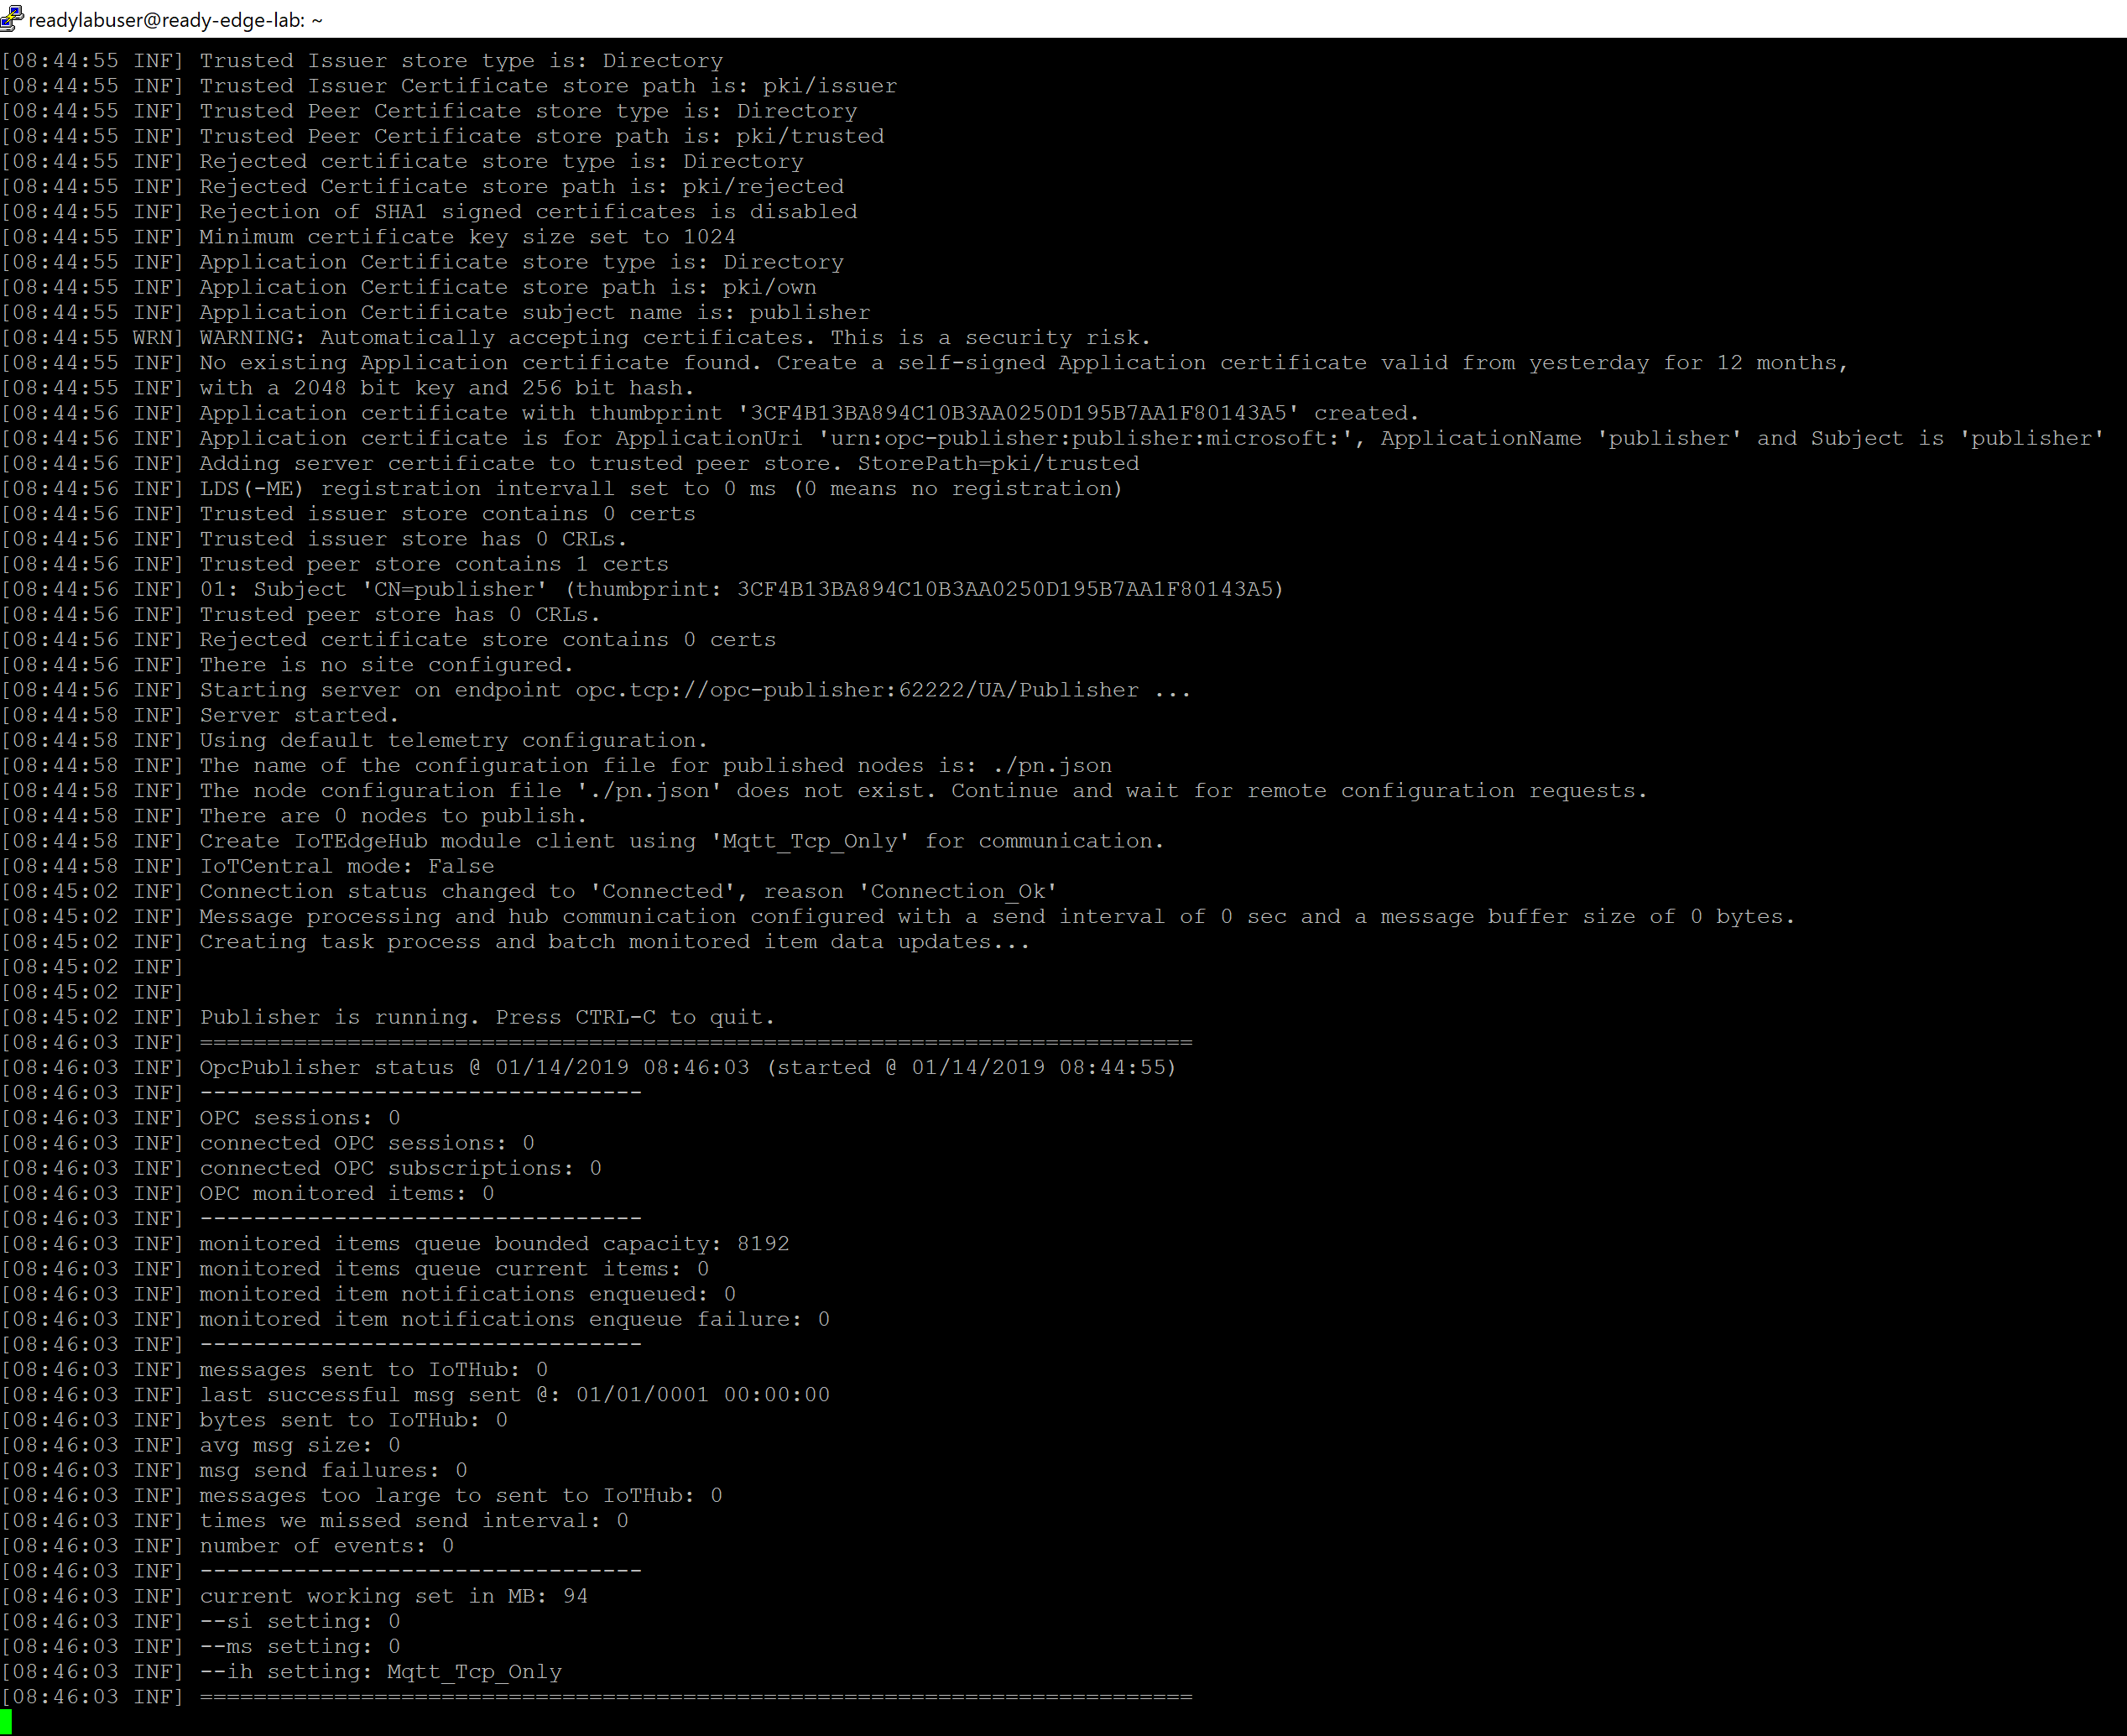 readylabuser@ready-edge-lab: ~
[08:44:55 INF] Trusted Issuer store type is: Directory
[08:44:55 INF] Trusted Issuer Certificate store path is: pki/issuer
[08:44:55 INF] Trusted Peer Certificate store type is: Directory
[08:44:55 INF] Trusted Peer Certificate store path is: pki/trusted
[08:44:55 INF] Rejected certificate store type is: Directory
[08:44:55 INF] Rejected Certificate store path is: pki/rejected
[08:44:55 INF] Rejection of SHA1 signed certificates is disabled
[08:44:55 INF] Minimum certificate key size set to 1024
[08:44:55 INF] Application Certificate store type is: Directory
[08:44:55 INF] Application Certificate store path is: pki/own
[08:44:55 INF] Application Certificate subject name is: publisher
[08:44:55 WRN] WARNING: Automatically accepting certificates. This is a security risk.
[08:44:55 INF] No existing Application certificate found. Create a self-signed Application certificate valid from yesterday for 12 months,
[08:44:55 INF] with a 2048 bit key and 256 bit hash.
[08:44:56 INF] Application certificate with thumbprint '3CF4B13BA894C10B3AA0250D195B7AA1F80143A5' created.
[08:44:56 INF] Application certificate is for ApplicationUri 'urn:opc-publisher:publisher:microsoft:', ApplicationName 'publisher' and Subject is 'publisher'
[08:44:56 INF] Adding server certificate to trusted peer store. StorePath=pki/trusted
[08:44:56 INF] LDS(-ME) registration intervall set to 0 ms (0 means no registration)
[08:44:56 INF] Trusted issuer store contains 0 certs
[08:44:56 INF] Trusted issuer store has 0 CRLs.
[08:44:56 INF] Trusted peer store contains 1 certs
[08:44:56 INF] 01: Subject 'CN=publisher' (thumbprint: 3CF4B13BA894C10B3AA0250D195B7AA1F80143A5)
[08:44:56 INF] Trusted peer store has 0 CRLs.
[08:44:56 INF] Rejected certificate store contains 0 certs
[08:44:56 INF] There is no site configured.
[08:44:56 INF] Starting server on endpoint opc.tcp://opc-publisher:62222/UA/Publisher ...
[08:44:58 INF] Server started.
[08:44:58 INF] Using default telemetry configuration.
[08:44:58 INF] The name of the configuration file for published nodes is: ./pn.json
[08:44:58 INF] The node configuration file './pn.json' does not exist. Continue and wait for remote configuration requests.
[08:44:58 INF] There are 0 nodes to publish.
[08:44:58 INF] Create IoTEdgeHub module client using 'Mqtt_Tcp_Only' for communication.
[08:44:58 INF] IoTCentral mode: False
[08:45:02 INF] Connection status changed to 'Connected', reason 'Connection_Ok'
[08:45:02 INF] Message processing and hub communication configured with a send interval of 0 sec and a message buffer size of 0 bytes.
[08:45:02 INF] Creating task process and batch monitored item data updates...
[08:45:02 INF]
[08:45:02 INF]
[08:45:02 INF] Publisher is running. Press CTRL-C to quit.
[08:46:03 INF] ==========================================================================
[08:46:03 INF] OpcPublisher status @ 01/14/2019 08:46:03 (started @ 01/14/2019 08:44:55)
[08:46:03 INF] ---------------------------------
[08:46:03 INF] OPC sessions: 0
[08:46:03 INF] connected OPC sessions: 0
[08:46:03 INF] connected OPC subscriptions: 0
[08:46:03 INF] OPC monitored items: 0
[08:46:03 INF] ---------------------------------
[08:46:03 INF] monitored items queue bounded capacity: 8192
[08:46:03 INF] monitored items queue current items: 0
[08:46:03 INF] monitored item notifications enqueued: 0
[08:46:03 INF] monitored item notifications enqueue failure: 0
[08:46:03 INF] ---------------------------------
[08:46:03 INF] messages sent to IoTHub: 0
[08:46:03 INF] last successful msg sent @: 01/01/0001 00:00:00
[08:46:03 INF] bytes sent to IoTHub: 0
[08:46:03 INF] avg msg size: 0
[08:46:03 INF] msg send failures: 0
[08:46:03 INF] messages too large to sent to IoTHub: 0
[08:46:03 INF] times we missed send interval: 0
[08:46:03 INF] number of events: 0
[08:46:03 INF] ---------------------------------
[08:46:03 INF] current working set in MB: 94
[08:46:03 INF] --si setting: 0
[08:46:03 INF] --ms setting: 0
[08:46:03 INF] --ih setting: Mqtt_Tcp_Only
[08:46:03 INF] ==========================================================================